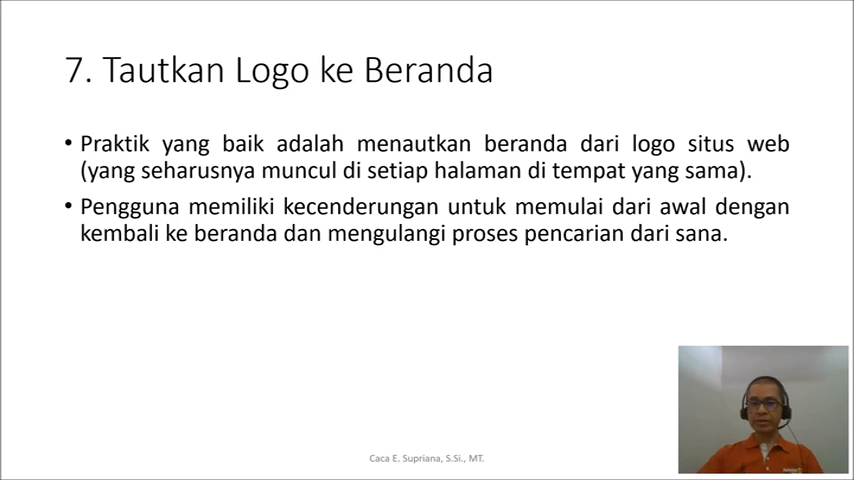 7. Tautkan Logo ke Beranda
• Praktik yang baik adalah menautkan beranda dari logo situs web
(yang seharusnya muncul di setiap halaman di tempat yang sama).
• Pengguna memiliki kecenderungan untuk memulai dari awal dengan
kembali ke beranda dan mengulangi proses pencarian dari sana.
Caca E. Supriana, S.Si., MT.